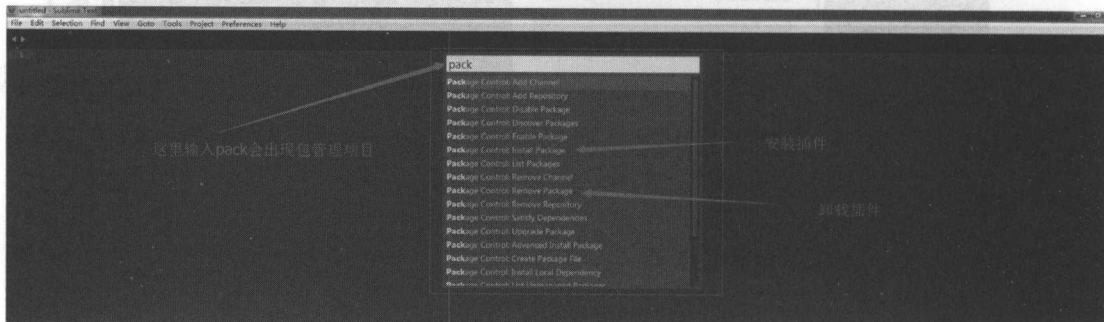 untitled - Sublime Text
File Edit Selection Find View Goto Tools Project Preferences Help
pack
Package Control: Add Channel
Package Control: Add Repository
Package Control: Disable Package
Package Control: Discover Packages
Package Control: Enable Package
Package Control: Install Package
Package Control: List Packages
Package Control: Remove Channel
Package Control: Remove Package
Package Control: Remove Repository
Package Control: Satisfy Dependencies
Package Control: Upgrade Package
Package Control: Advanced Install Package
Package Control: Create Package File
Package Control: Install Local Dependency
Package Control: List Unmanaged Packages
这里输入pack会出现包管理项目
安装插件
卸载插件